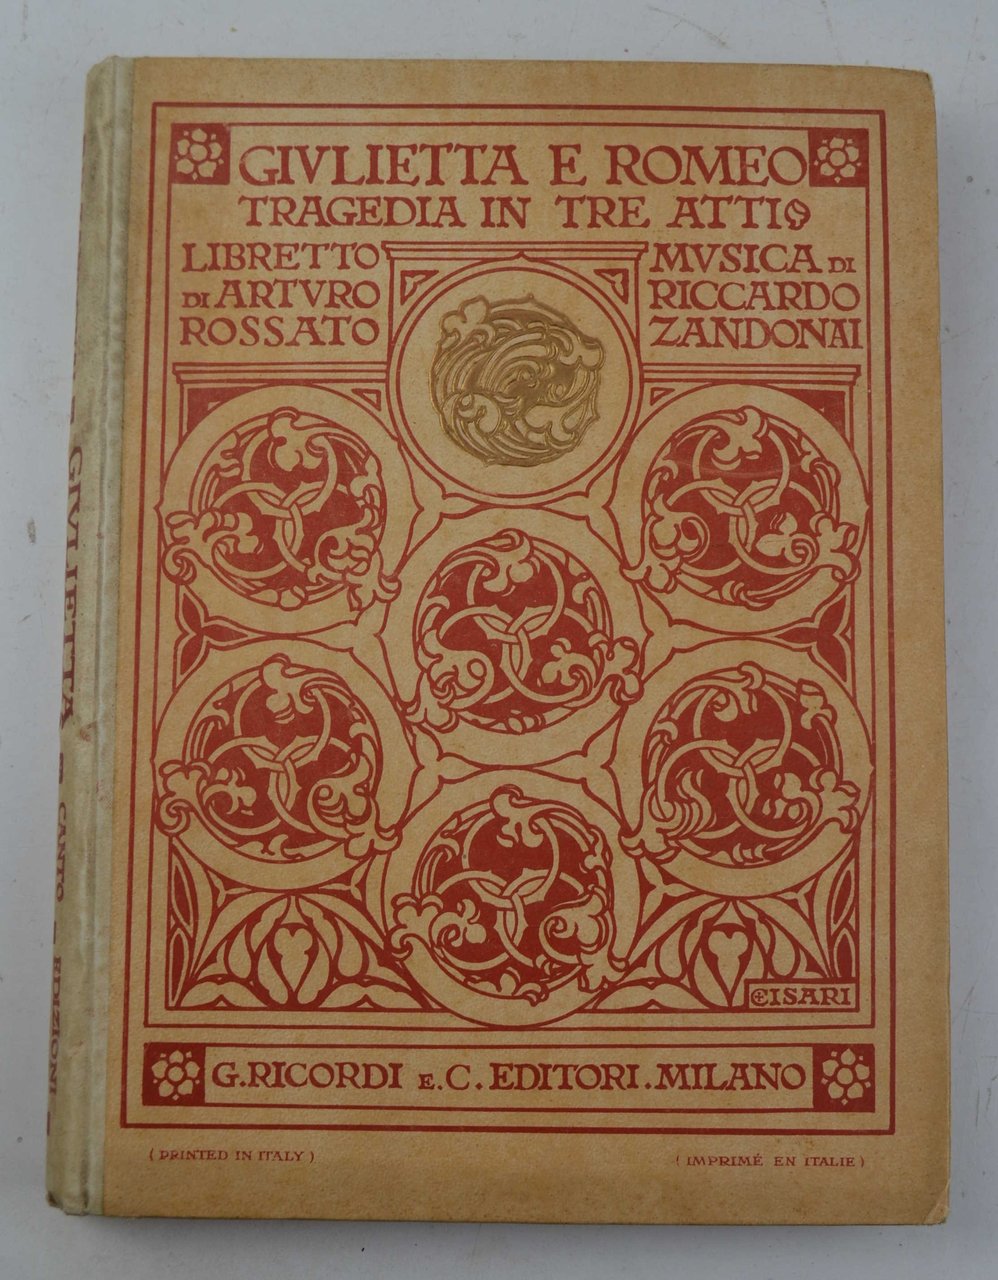 GIVLIETTA E ROMEO
TRAGEDIA IN TRE ATTI
LIBRETTO
DI ARTVRO
ROSSATO
MVSICA DI
RICCARDO
ZANDONAI
CISARI
G. RICORDI E. C. EDITORI. MILANO
( PRINTED IN ITALY )
( IMPRIMÉ EN ITALIE )
GIVLIETTA
CANTO
EDIZIONI